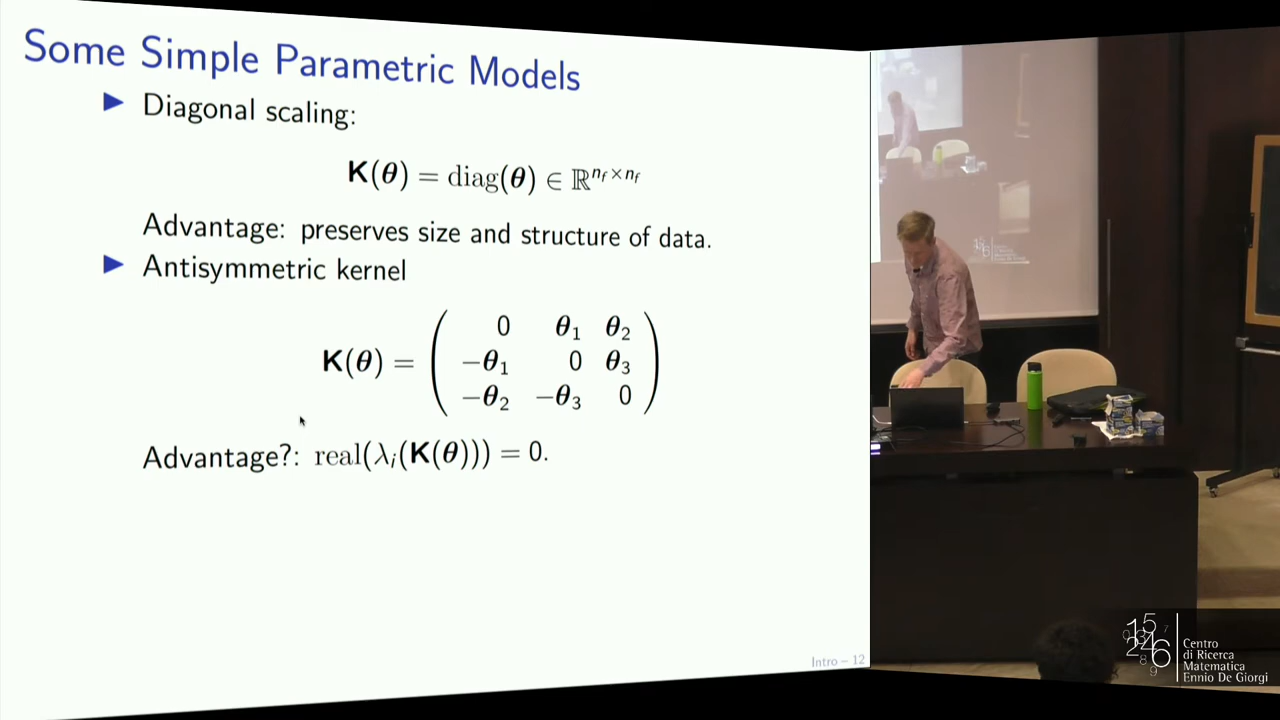 Some Simple Parametric Models
▶ Diagonal scaling:
K(θ) = diag(θ) ∈ ℝ^{n_f × n_f}
Advantage: preserves size and structure of data.
▶ Antisymmetric kernel
K(θ) = ( 0 θ₁ θ₂
−θ₁ 0 θ₃
−θ₂ −θ₃ 0 )
Advantage?: real(λᵢ(K(θ))) = 0.
Intro – 12
Centro
di Ricerca
Matematica
Ennio De Giorgi